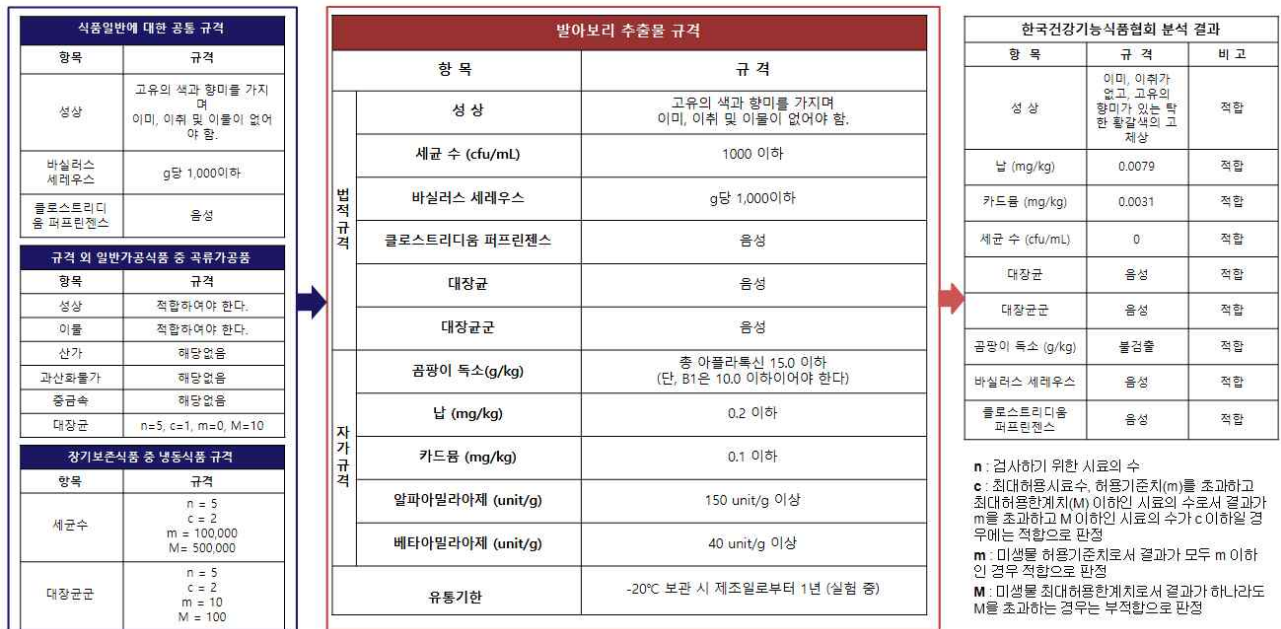 식품일반에 대한 공통 규격
항목 규격
성상 고유의 색과 향미를 가지
며
이미, 이취 및 이물이 없어
야 함.
바실러스
세레우스 g당 1,000이하
클로스트리디
움 퍼프린젠스 음성
규격 외 일반가공식품 중 곡류가공품
항목 규격
성상 적합하여야 한다.
이물 적합하여야 한다.
산가 해당없음
과산화물가 해당없음
중금속 해당없음
대장균 n=5, c=1, m=0, M=10
장기보존식품 중 냉동식품 규격
항목 규격
세균수 n = 5
c = 2
m = 100,000
M= 500,000
대장균군 n = 5
c = 2
m = 10
M = 100
발아보리 추출물 규격
항 목 규 격
법적규격
성 상 고유의 색과 향미를 가지며
이미, 이취 및 이물이 없어야 함.
세균 수 (cfu/mL) 1000 이하
바실러스 세레우스 g당 1,000이하
클로스트리디움 퍼프린젠스 음성
대장균 음성
대장균군 음성
자가규격
곰팡이 독소(g/kg) 총 아플라톡신 15.0 이하
(단, B1은 10.0 이하이어야 한다)
납 (mg/kg) 0.2 이하
카드뮴 (mg/kg) 0.1 이하
알파아밀라아제 (unit/g) 150 unit/g 이상
베타아밀라아제 (unit/g) 40 unit/g 이상
유통기한 -20℃ 보관 시 제조일로부터 1년 (실험 중)
한국건강기능식품협회 분석 결과
항 목 규 격 비 고
성 상 이미, 이취가
없고, 고유의
향미가 있는 탁
한 황갈색의 고
체상 적합
납 (mg/kg) 0.0079 적합
카드뮴 (mg/kg) 0.0031 적합
세균 수 (cfu/mL) 0 적합
대장균 음성 적합
대장균군 음성 적합
곰팡이 독소 (g/kg) 불검출 적합
바실러스 세레우스 음성 적합
클로스트리디움
퍼프린젠스 음성 적합
n : 검사하기 위한 시료의 수
c : 최대허용시료수, 허용기준치(m)를 초과하고
최대허용한계치(M) 이하인 시료의 수로서 결과가
m을 초과하고 M 이하인 시료의 수가 c 이하일 경
우에는 적합으로 판정
m : 미생물 허용기준치로서 결과가 모두 m 이하
인 경우 적합으로 판정
M : 미생물 최대허용한계치로서 결과가 하나라도
M을 초과하는 경우는 부적합으로 판정